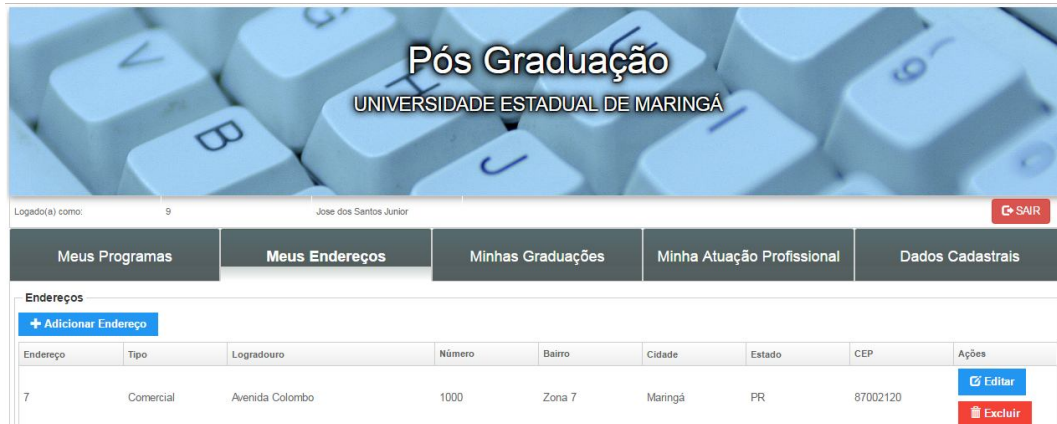 Pós Graduação
UNIVERSIDADE ESTADUAL DE MARINGÁ
V
G
H
U
9
B
J
I
Logado(a) como: 9 Jose dos Santos Junior SAIR
Meus Programas Meus Endereços Minhas Graduações Minha Atuação Profissional Dados Cadastrais
Endereços
Adicionar Endereço
Endereço Tipo Logradouro Número Bairro Cidade Estado CEP Ações
7 Comercial Avenida Colombo 1000 Zona 7 Maringá PR 87002120 Editar
Excluir